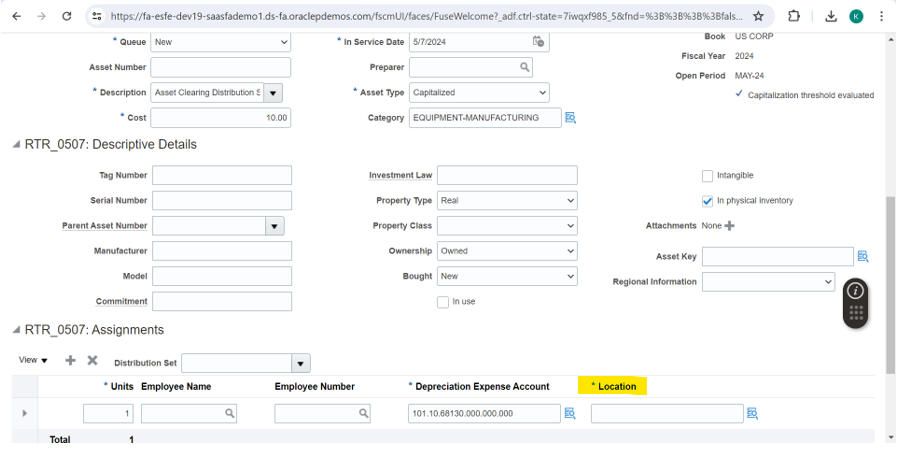 https://fa-esfe-dev19-saasfademo1.ds-fa.oraclepdemos.com/fscmUI/faces/FuseWelcome?_adf.ctrl-state=7iwqxf985_5&fnd=%3B%3B%3B%3Bfals... K
* Queue New * In Service Date 5/7/2024 Book US CORP
Fiscal Year 2024
Asset Number Preparer Open Period MAY-24
* Description Asset Clearing Distribution S * Asset Type Capitalized Capitalization threshold evaluated
* Cost 10.00 Category EQUIPMENT-MANUFACTURING
RTR_0507: Descriptive Details
Tag Number Investment Law Intangible
Serial Number Property Type Real In physical inventory
Parent Asset Number Property Class Attachments None
Manufacturer Ownership Owned Asset Key
Model Bought New Regional Information
Commitment In use
RTR_0507: Assignments
View Distribution Set
* Units Employee Name Employee Number * Depreciation Expense Account * Location
1 101.10.68130.000.000.000
Total 1